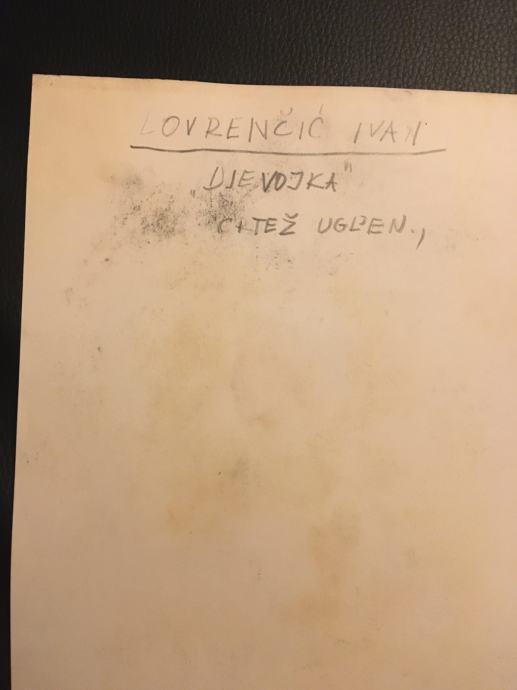 LOVRENČIĆ IVAN
"DJEVOJKA"
CRTEŽ UGLJEN.,